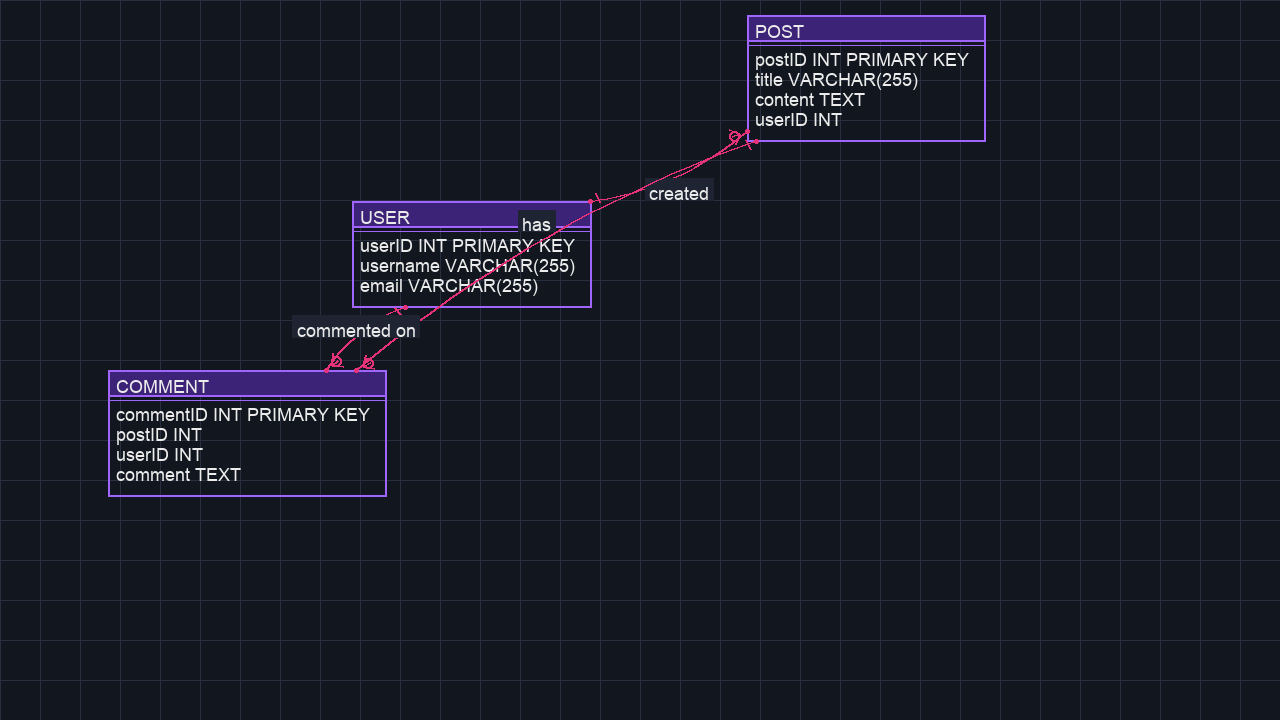 POST
postID INT PRIMARY KEY
title VARCHAR(255)
content TEXT
userID INT
created
USER
has
userID INT PRIMARY KEY
username VARCHAR(255)
email VARCHAR(255)
commented on
COMMENT
commentID INT PRIMARY KEY
postID INT
userID INT
comment TEXT